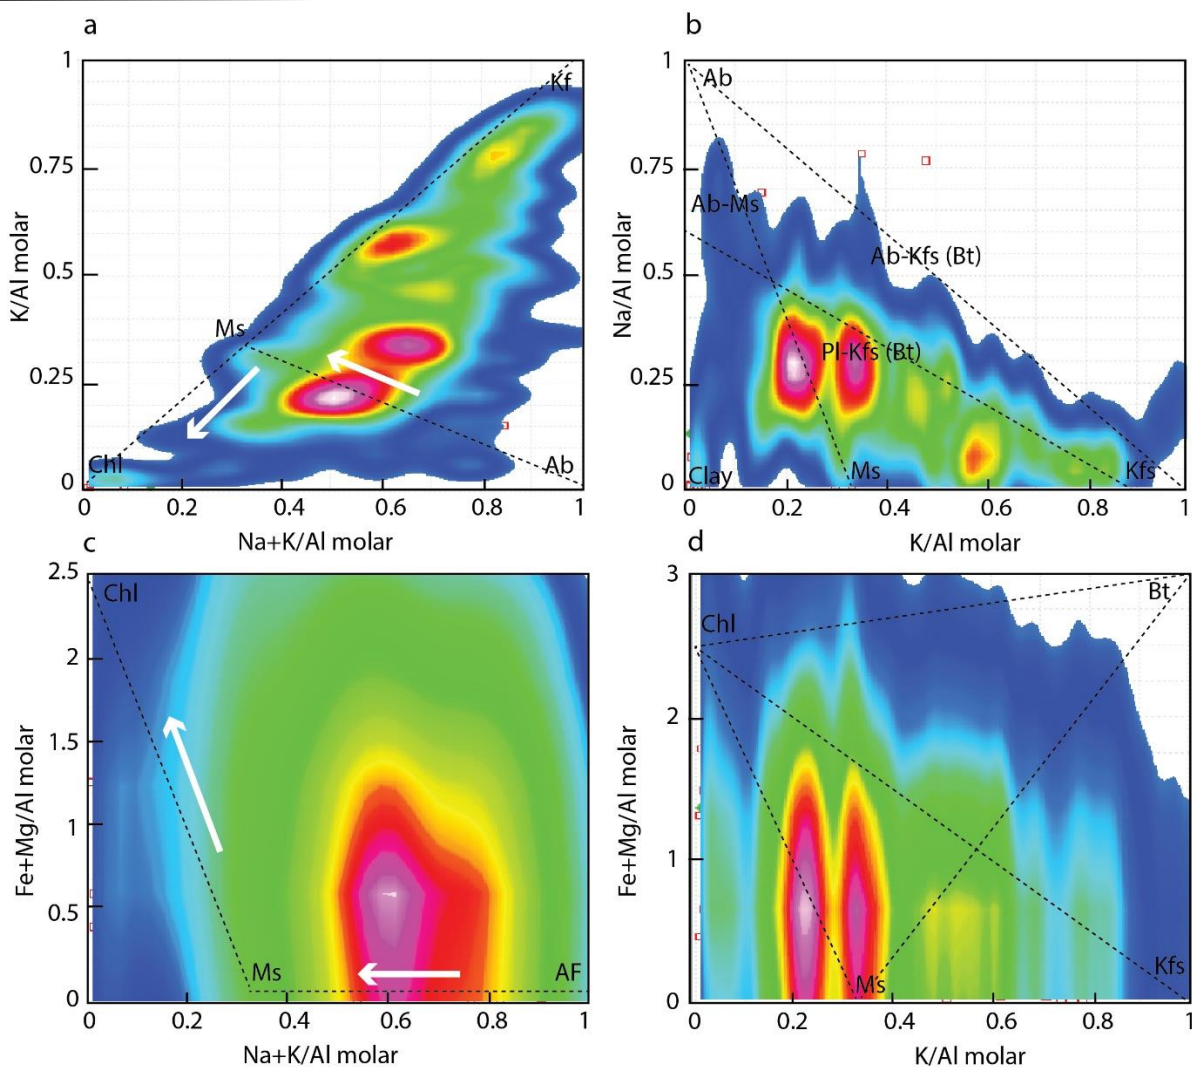 a
1
0.75
0.5
0.25
0
K/Al molar
Kf
Ms
Chl
Ab
0
0.2
0.4
0.6
0.8
1
Na+K/Al molar
b
1
0.75
0.5
0.25
0
Na/Al molar
Ab
Ab-Ms
Ab-Kfs (Bt)
Pl-Kfs (Bt)
Clay
Ms
Kfs
0
0.2
0.4
0.6
0.8
1
K/Al molar
c
2.5
2
1.5
1
0.5
0
Fe+Mg/Al molar
Chl
Ms
AF
0
0.2
0.4
0.6
0.8
1
Na+K/Al molar
d
3
2
1
0
Fe+Mg/Al molar
Bt
Chl
Kfs
Ms
0
0.2
0.4
0.6
0.8
1
K/Al molar